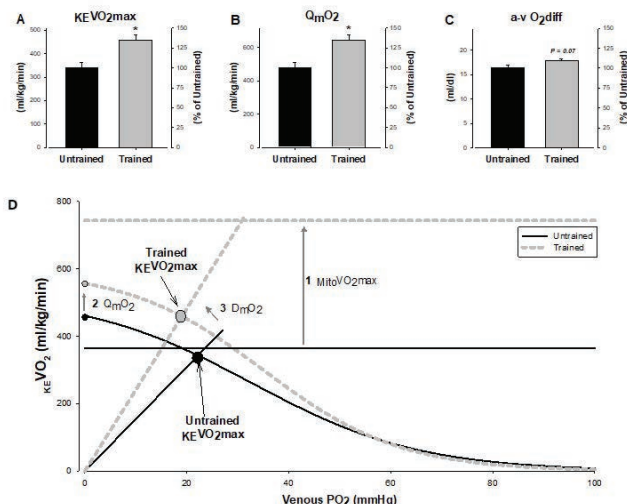 A
KEVO2max
(ml/kg/min)
500
400
300
200
100
0
150
125
100
75
50
25
0
(% of Untrained)
*
Untrained
Trained
B
QmO2
(ml/kg/min)
600
400
200
0
150
125
100
75
50
25
0
(% of Untrained)
*
Untrained
Trained
C
a-v O2diff
(ml/dl)
20
15
10
5
0
150
125
100
75
50
25
0
(% of Untrained)
P = 0.07
Untrained
Trained
D
KEVO2 (ml/kg/min)
800
600
400
200
0
Untrained
Trained
Trained
KEVO2max
1 MitoVO2max
2 QmO2
3 DmO2
Untrained
KEVO2max
0
20
40
60
80
100
Venous PO2 (mmHg)